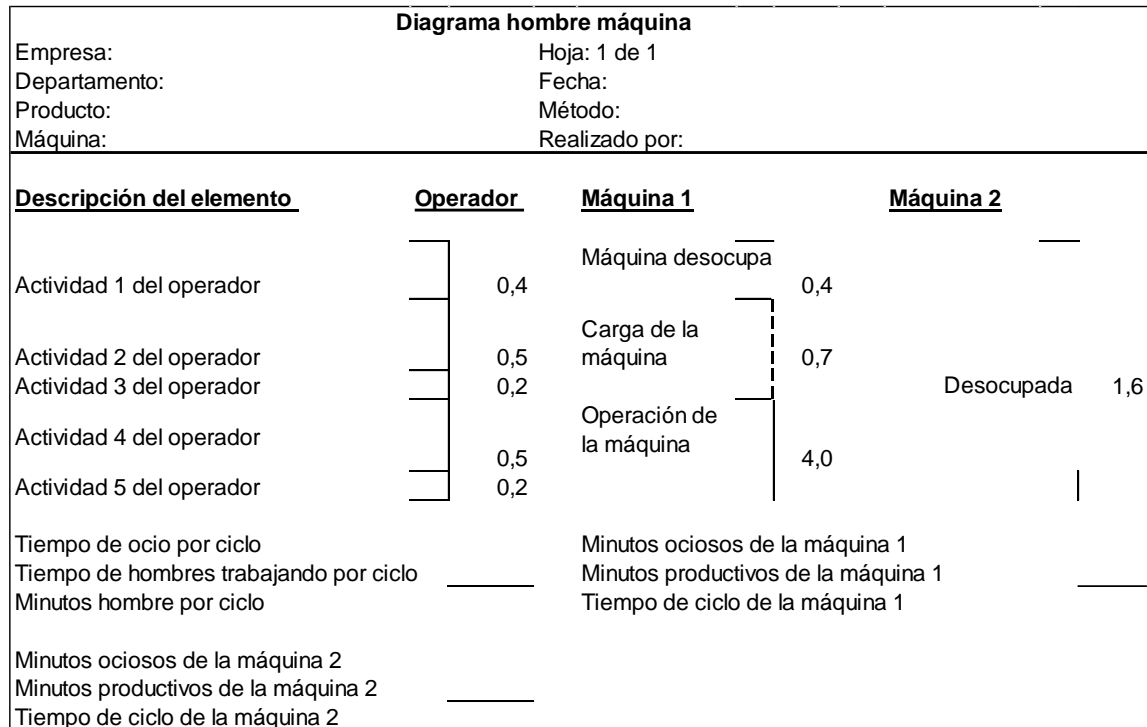 Diagrama hombre máquina
Empresa: Hoja: 1 de 1
Departamento: Fecha:
Producto: Método:
Máquina: Realizado por:
Descripción del elemento Operador Máquina 1 Máquina 2
Máquina desocupa
Actividad 1 del operador 0,4 0,4
Carga de la
Actividad 2 del operador 0,5 máquina 0,7
Actividad 3 del operador 0,2 Desocupada 1,6
Operación de
Actividad 4 del operador la máquina
0,5 4,0
Actividad 5 del operador 0,2
Tiempo de ocio por ciclo Minutos ociosos de la máquina 1
Tiempo de hombres trabajando por ciclo Minutos productivos de la máquina 1
Minutos hombre por ciclo Tiempo de ciclo de la máquina 1
Minutos ociosos de la máquina 2
Minutos productivos de la máquina 2
Tiempo de ciclo de la máquina 2